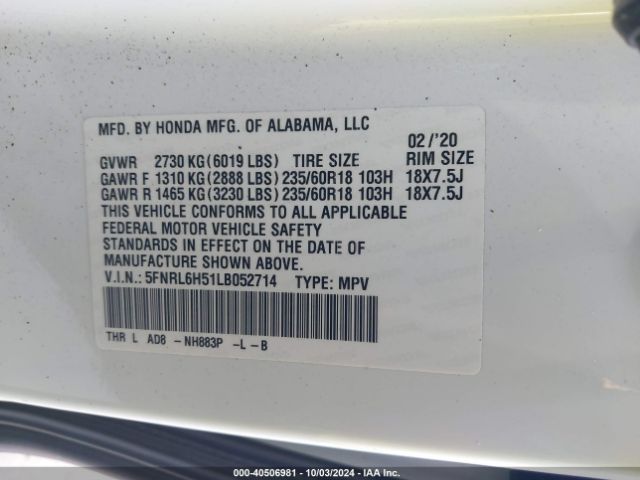 MFD. BY HONDA MFG. OF ALABAMA, LLC
02/'20
GVWR 2730 KG(6019 LBS) TIRE SIZE RIM SIZE
GAWR F 1310 KG(2888 LBS) 235/60R18 103H 18X7.5J
GAWR R 1465 KG(3230 LBS) 235/60R18 103H 18X7.5J
THIS VEHICLE CONFORMS TO ALL APPLICABLE
FEDERAL MOTOR VEHICLE SAFETY
STANDARDS IN EFFECT ON THE DATE OF
MANUFACTURE SHOWN ABOVE.
V.I.N.: 5FNRL6H51LB052714 TYPE: MPV
THR L AD8 -NH883P -L-B
000-40506981 - 10/03/2024 - IAA Inc.